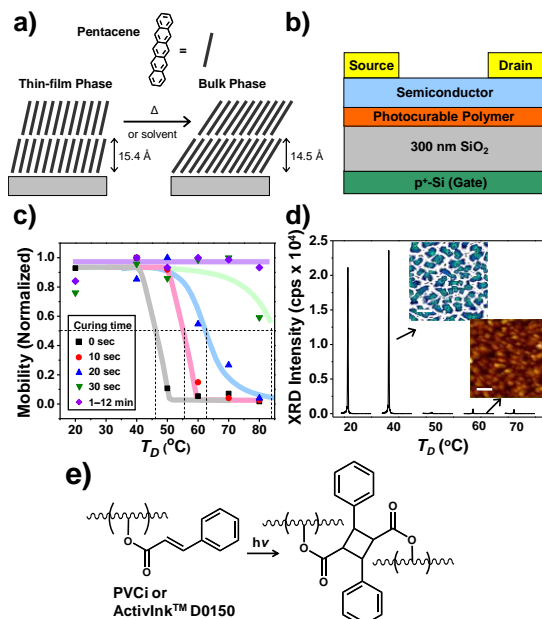 a)
Pentacene
=
Thin-film Phase
Bulk Phase
Δ
or solvent
15.4 Å
14.5 Å
b)
Source
Drain
Semiconductor
Photocurable Polymer
300 nm SiO₂
p⁺-Si (Gate)
c)
Mobility (Normalized)
1.0
0.8
0.6
0.4
0.2
0.0
Curing time
0 sec
10 sec
20 sec
30 sec
1–12 min
20 30 40 50 60 70 80
T_D (°C)
d)
XRD Intensity (cps x 10⁴)
2.5
2.0
1.5
1.0
0.5
0.0
20 40 50 60 70
T_D (°C)
e)
O
O
hν
O
O
O
O
PVCi or
ActivInk™ D0150